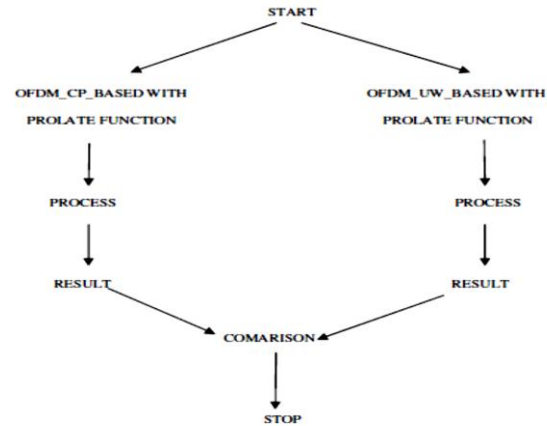 START
OFDM_CP_BASED WITH
PROLATE FUNCTION
OFDM_UW_BASED WITH
PROLATE FUNCTION
PROCESS
PROCESS
RESULT
RESULT
COMARISON
STOP